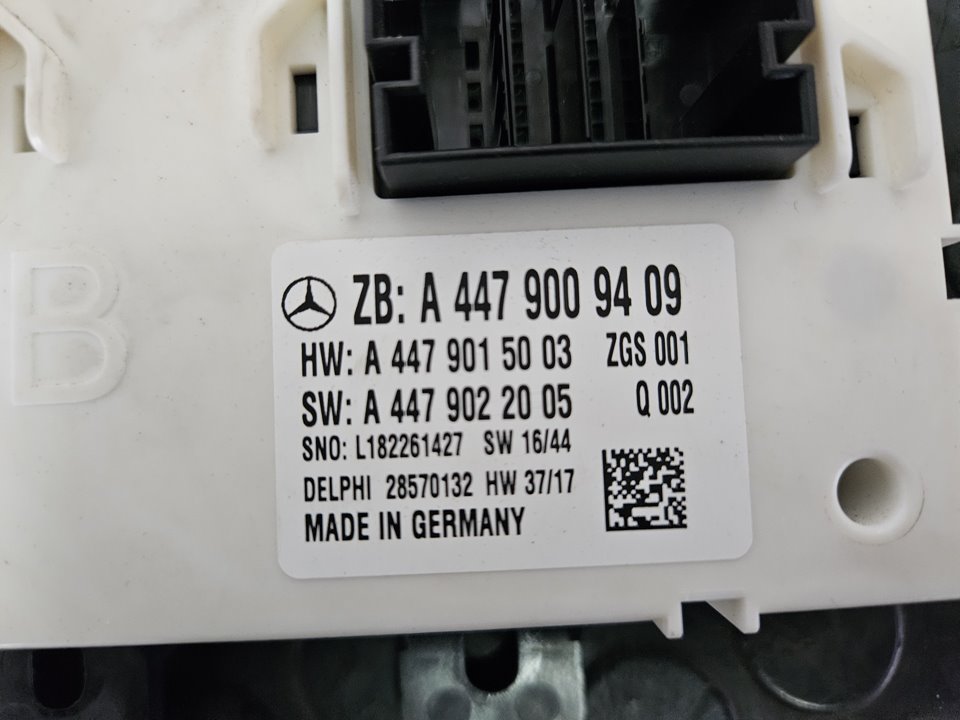 B
ZB: A 447 900 94 09
HW: A 447 901 50 03 ZGS 001
SW: A 447 902 20 05 Q 002
SNO: L182261427 SW 16/44
DELPHI 28570132 HW 37/17
MADE IN GERMANY